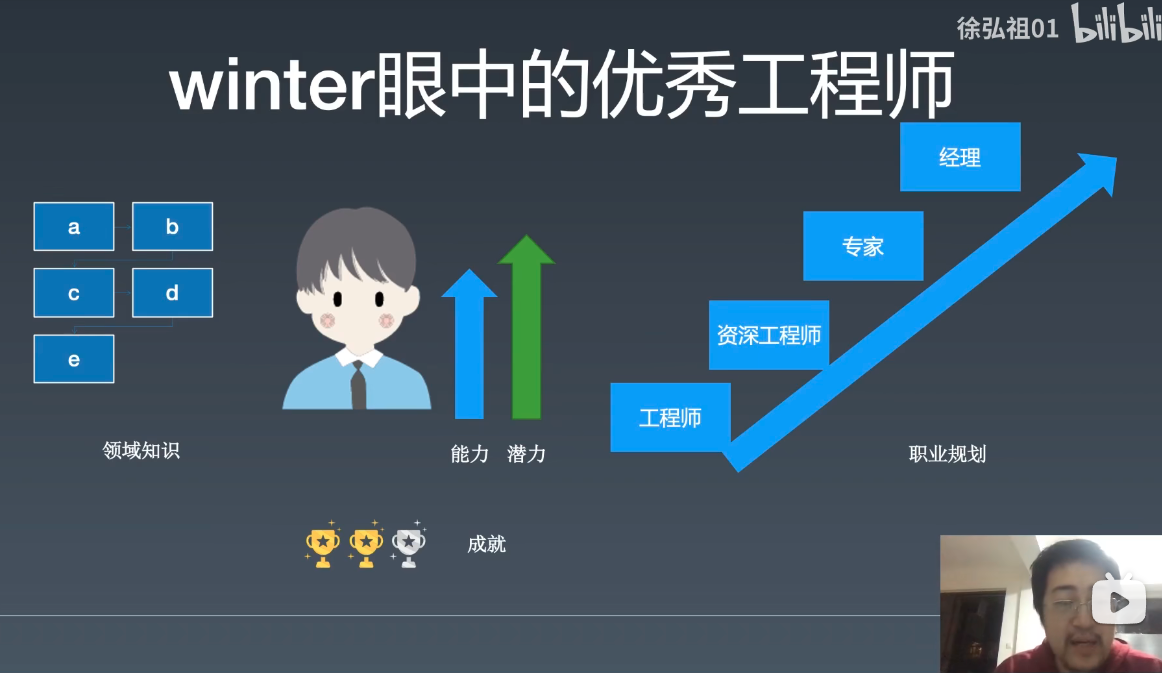 徐弘祖01 bilibili
winter眼中的优秀工程师
经理
专家
资深工程师
工程师
a
b
c
d
e
领域知识
能力
潜力
职业规划
成就